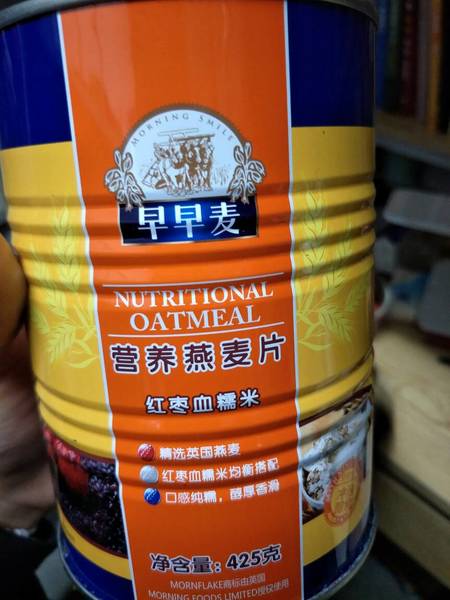 MORNING SMILE
早早麦
NUTRITIONAL
OATMEAL
营养燕麦片
红枣血糯米
精选英国燕麦
红枣血糯米均衡搭配
口感纯糯，醇厚香滑
净含量：425克
MORNFLAKE商标由英国
MORNING FOODS LIMITED授权使用